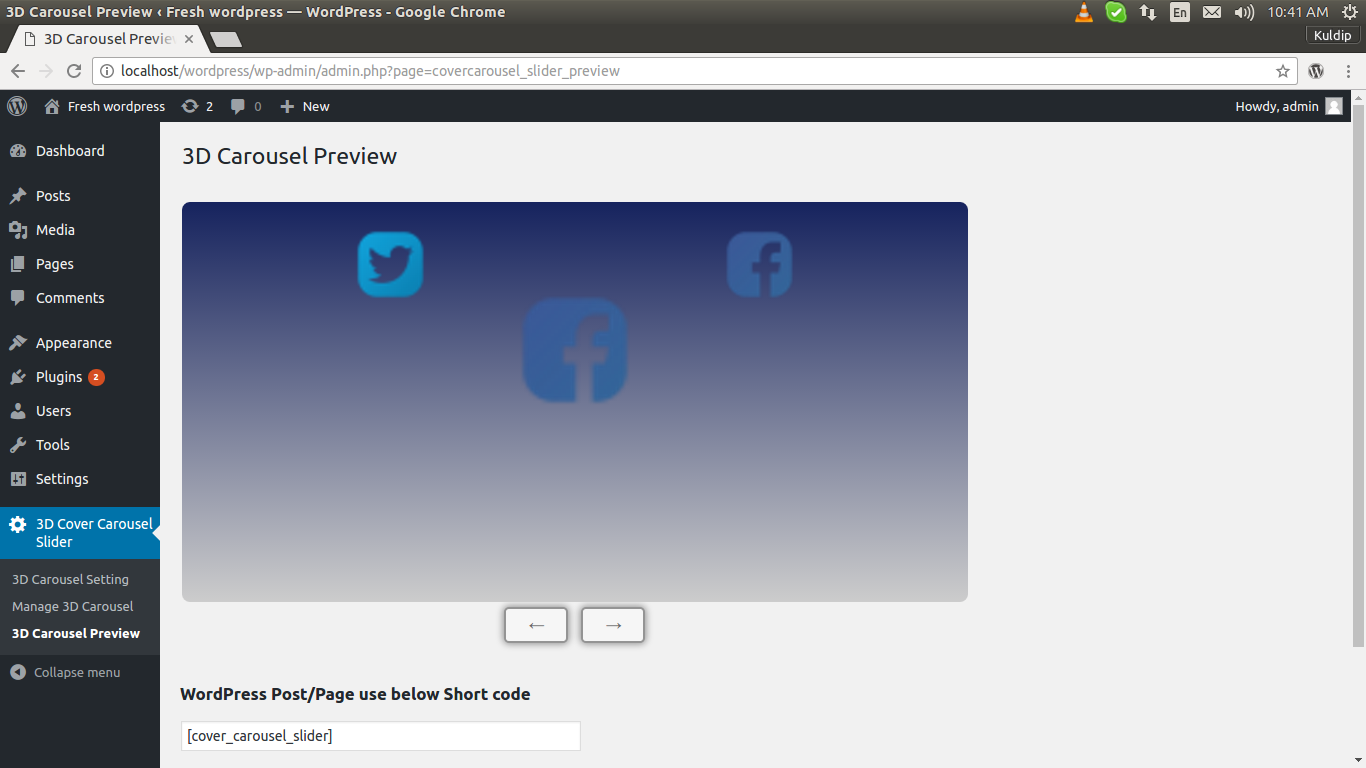 3D Carousel Preview ‹ Fresh wordpress — WordPress - Google Chrome
En
10:41 AM
3D Carousel Previe
Kuldip
localhost/wordpress/wp-admin/admin.php?page=covercarousel_slider_preview
Fresh wordpress
2
0
New
Howdy, admin
Dashboard
Posts
Media
Pages
Comments
Appearance
Plugins 2
Users
Tools
Settings
3D Cover Carousel
Slider
3D Carousel Setting
Manage 3D Carousel
3D Carousel Preview
Collapse menu
3D Carousel Preview
← →
WordPress Post/Page use below Short code
[cover_carousel_slider]